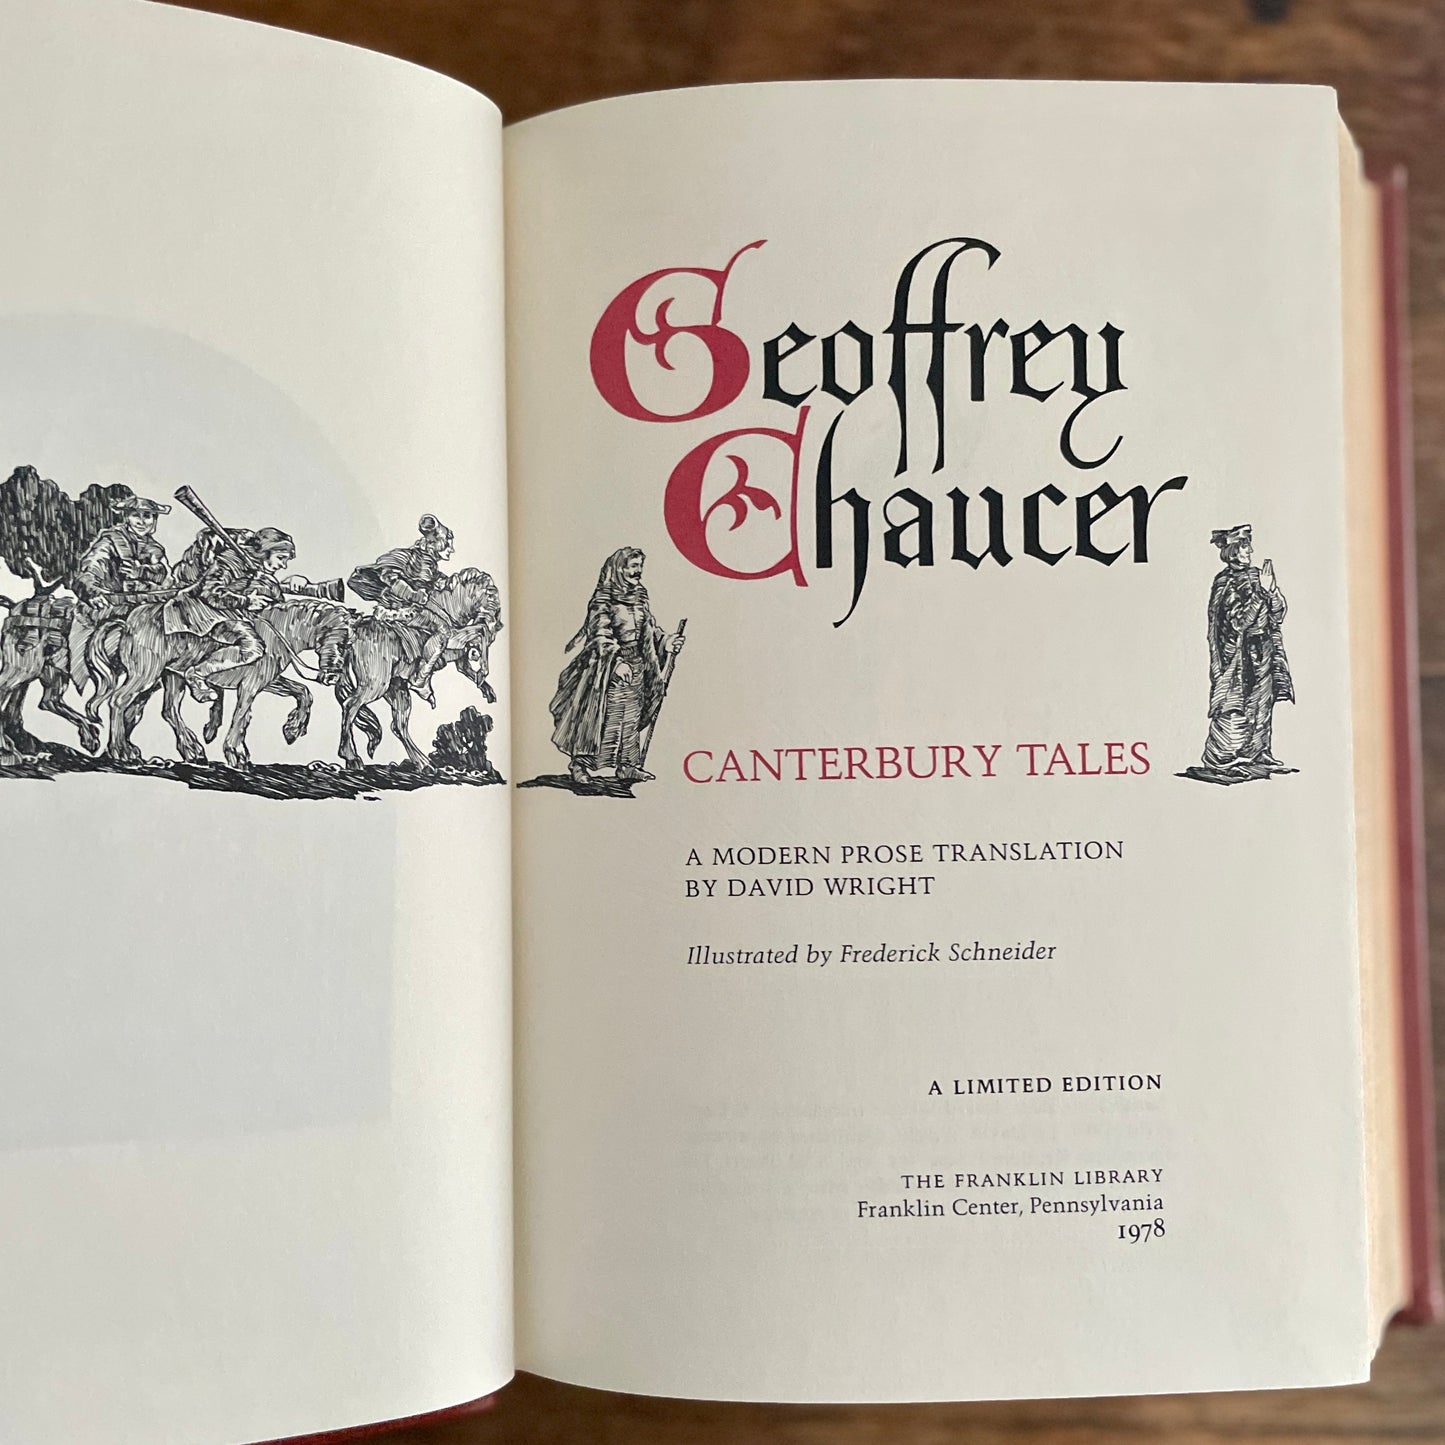 Geoffrey
Chaucer
CANTERBURY TALES
A MODERN PROSE TRANSLATION
BY DAVID WRIGHT
Illustrated by Frederick Schneider
A LIMITED EDITION
THE FRANKLIN LIBRARY
Franklin Center, Pennsylvania
1978